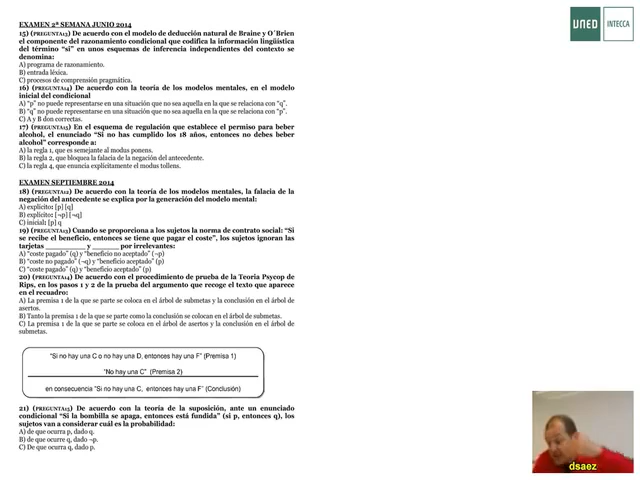 EXAMEN 2ª SEMANA JUNIO 2014
15) (PREGUNTA13) De acuerdo con el modelo de deducción natural de Braine y O´Brien
el componente del razonamiento condicional que codifica la información lingüística
del término “si” en unos esquemas de inferencia independientes del contexto se
denomina:
A) programa de razonamiento.
B) entrada léxica.
C) procesos de comprensión pragmática.
16) (PREGUNTA14) De acuerdo con la teoría de los modelos mentales, en el modelo
inicial del condicional
A) “p” no puede representarse en una situación que no sea aquella en la que se relaciona con “q”.
B) “q” no puede representarse en una situación que no sea aquella en la que se relaciona con “p”.
C) A y B don correctas.
17) (PREGUNTA15) En el esquema de regulación que establece el permiso para beber
alcohol, el enunciado “Si no has cumplido los 18 años, entonces no debes beber
alcohol” corresponde a:
A) la regla 1, que es semejante al modus ponens.
B) la regla 2, que bloquea la falacia de la negación del antecedente.
C) la regla 4, que enuncia explícitamente el modus tollens.
EXAMEN SEPTIEMBRE 2014
18) (PREGUNTA12) De acuerdo con la teoría de los modelos mentales, la falacia de la
negación del antecedente se explica por la generación del modelo mental:
A) explícito: [p] [q]
B) explícito: [¬p] [¬q]
C) inicial: [p] q
19) (PREGUNTA13) Cuando se proporciona a los sujetos la norma de contrato social: “Si
se recibe el beneficio, entonces se tiene que pagar el coste”, los sujetos ignoran las
tarjetas _________ y ______ por irrelevantes:
A) “coste pagado” (q) y “beneficio no aceptado” (¬p)
B) “coste no pagado” (¬q) y “beneficio aceptado” (p)
C) “coste pagado” (q) y “beneficio aceptado” (p)
20) (PREGUNTA14) De acuerdo con el procedimiento de prueba de la Teoría Psycop de
Rips, en los pasos 1 y 2 de la prueba del argumento que recoge el texto que aparece
en el recuadro:
A) La premisa 1 de la que se parte se coloca en el árbol de submetas y la conclusión en el árbol de
asertos.
B) Tanto la premisa 1 de la que se parte como la conclusión se colocan en el árbol de submetas.
C) La premisa 1 de la que se parte se coloca en el árbol de asertos y la conclusión en el árbol de
submetas.
“Si no hay una C o no hay una D, entonces hay una F” (Premisa 1)
“No hay una C” (Premisa 2)
en consecuencia “Si no hay una C, entonces hay una F” (Conclusión)
21) (PREGUNTA15) De acuerdo con la teoría de la suposición, ante un enunciado
condicional “Si la bombilla se apaga, entonces está fundida” (si p, entonces q), los
sujetos van a considerar cuál es la probabilidad:
A) de que ocurra p, dado q.
B) de que ocurre q, dado ¬p.
C) De que ocurra q, dado p.
UNED INTECCA
dsaez